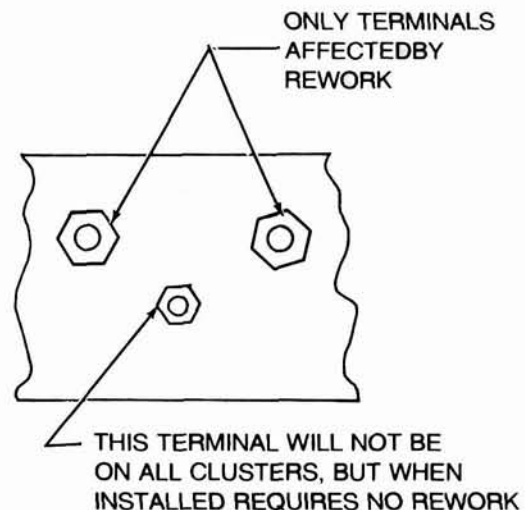 ONLY TERMINALS
AFFECTEDBY
REWORK
THIS TERMINAL WILL NOT BE
ON ALL CLUSTERS, BUT WHEN
INSTALLED REQUIRES NO REWORK